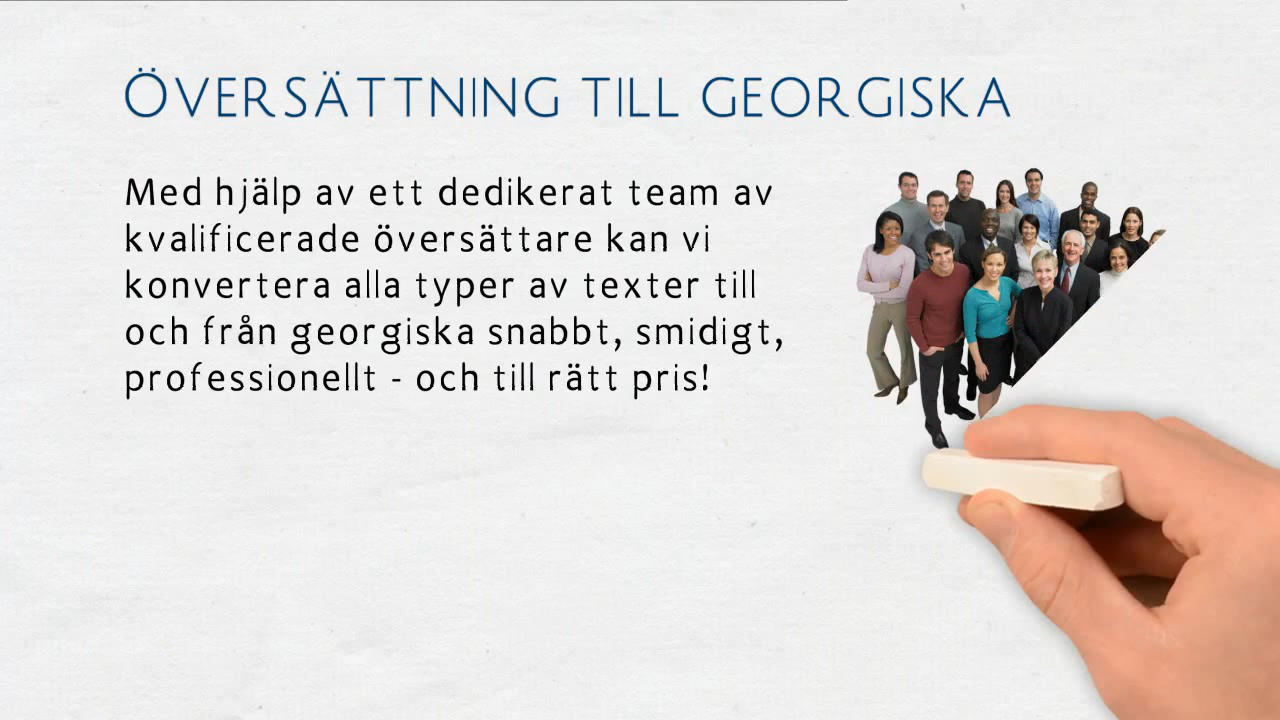 ÖVERSÄTTNING TILL GEORGISKA
Med hjälp av ett dedikerat team av
kvalificerade översättare kan vi
konvertera alla typer av texter till
och från georgiska snabbt, smidigt,
professionellt - och till rätt pris!